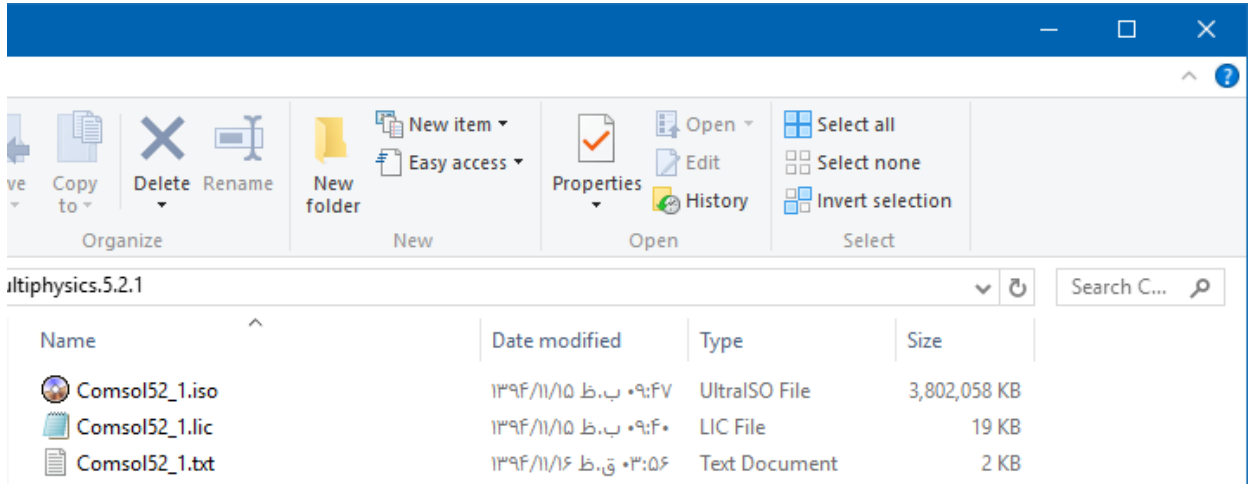 New item
Select all
Open
Easy access
Edit
Select none
Copy to
Delete
Rename
New folder
Properties
History
Invert selection
Organize
New
Open
Select
ultiphysics.5.2.1
Search C...
Name
Date modified
Type
Size
Comsol52_1.iso
۱۳۹۴/۱۱/۱۵ ب.ظ ۰۹:۴۷
UltraISO File
3,802,058 KB
Comsol52_1.lic
۱۳۹۴/۱۱/۱۵ ب.ظ ۰۹:۴۰
LIC File
19 KB
Comsol52_1.txt
۱۳۹۴/۱۱/۱۶ ق.ظ ۰۳:۵۶
Text Document
2 KB